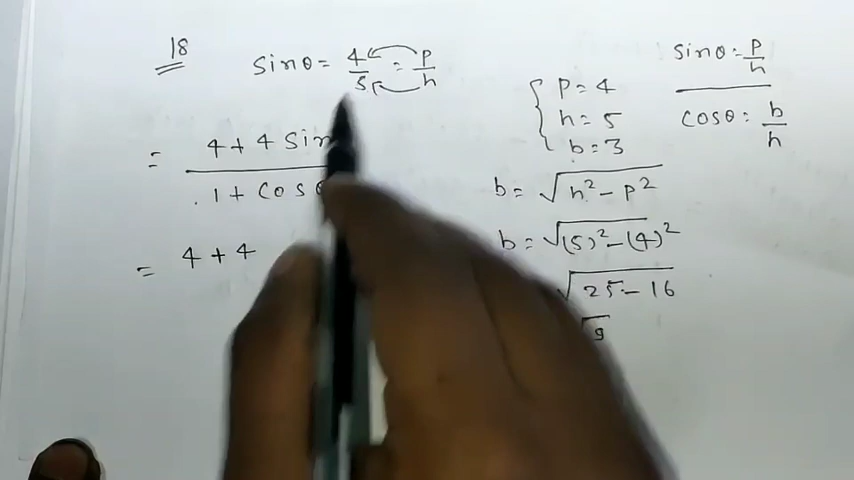 18
sinθ = 4/5 = P/h
= 4 + 4 sin
1 + cos
= 4 + 4
P = 4
h = 5
b = 3
b = √h² − P²
b = √(5)² − (4)²
√25 − 16
√9
sinθ = P/h
cosθ = b/h